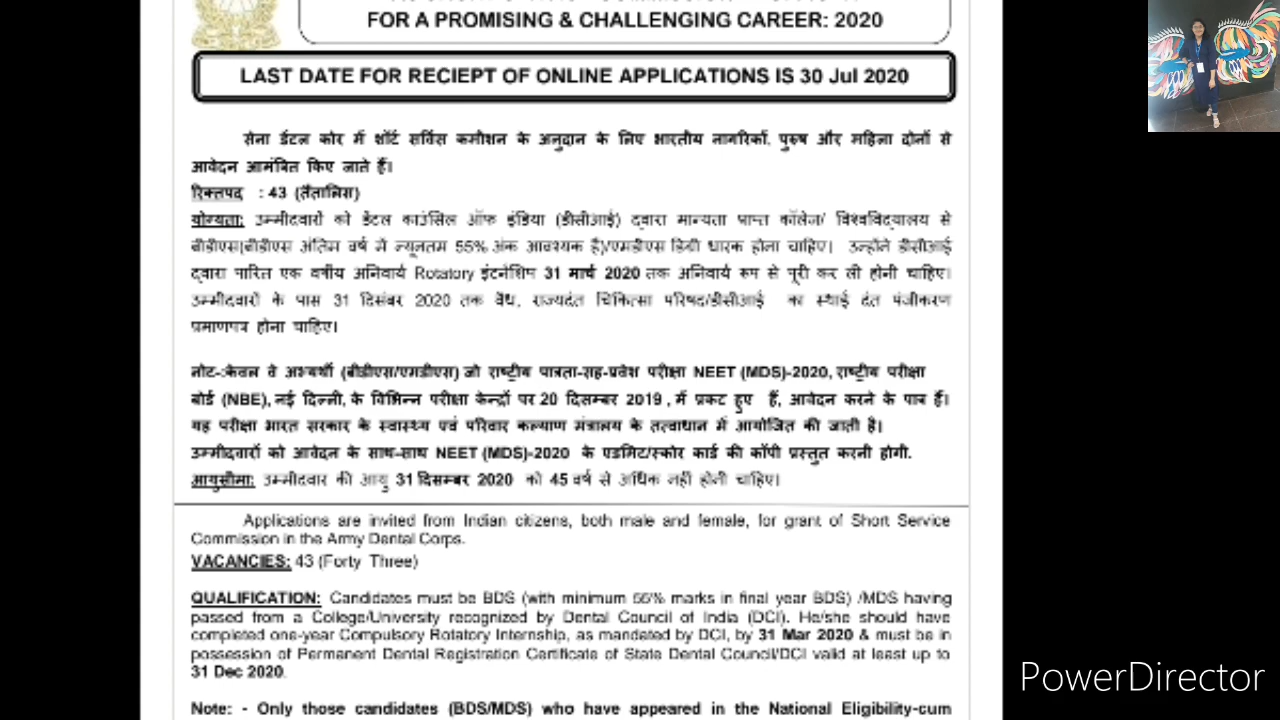 FOR A PROMISING & CHALLENGING CAREER: 2020
LAST DATE FOR RECIEPT OF ONLINE APPLICATIONS IS 30 Jul 2020
सेना डेंटल कोर में शॉर्ट सर्विस कमीशन के अनुदान के लिए भारतीय नागरिकों, पुरुष और महिला दोनों से
आवेदन आमंत्रित किए जाते हैं।
रिक्तपद : 43 (तैंतालिस)
योग्यता: उम्मीदवारों को डेंटल काउंसिल ऑफ इंडिया (डीसीआई) द्वारा मान्यता प्राप्त कॉलेज/ विश्वविद्यालय से
बीडीएस(बीडीएस अंतिम वर्ष में न्यूनतम 55% अंक आवश्यक है)/एमडीएस डिग्री धारक होना चाहिए। उन्होंने डीसीआई
द्वारा पारित एक वर्षीय अनिवार्य Rotatory इंटर्नशिप 31 मार्च 2020 तक अनिवार्य रूप से पूरी कर ली होनी चाहिए।
उम्मीदवारों के पास 31 दिसंबर 2020 तक वैध, राज्यदंत चिकित्सा परिषद/डीसीआई का स्थाई दंत पंजीकरण
प्रमाणपत्र होना चाहिए।
नोट-:केवल वे अभ्यर्थी (बीडीएस/एमडीएस) जो राष्ट्रीय पात्रता-सह-प्रवेश परीक्षा NEET (MDS)-2020, राष्ट्रीय परीक्षा
बोर्ड (NBE), नई दिल्ली, के विभिन्न परीक्षा केन्द्रों पर 20 दिसम्बर 2019 , में प्रकट हुए हैं, आवेदन करने के पात्र हैं।
यह परीक्षा भारत सरकार के स्वास्थ्य एवं परिवार कल्याण मंत्रालय के तत्वाधान में आयोजित की जाती है।
उम्मीदवारों को आवेदन के साथ-साथ NEET (MDS)-2020 के एडमिट/स्कोर कार्ड की कॉपी प्रस्तुत करनी होगी.
आयुसीमा: उम्मीदवार की आयु 31 दिसम्बर 2020 को 45 वर्ष से अधिक नहीं होनी चाहिए।
Applications are invited from Indian citizens, both male and female, for grant of Short Service
Commission in the Army Dental Corps.
VACANCIES: 43 (Forty Three)
QUALIFICATION: Candidates must be BDS (with minimum 55% marks in final year BDS) /MDS having
passed from a College/University recognized by Dental Council of India (DCI). He/she should have
completed one-year Compulsory Rotatory Internship, as mandated by DCI, by 31 Mar 2020 & must be in
possession of Permanent Dental Registration Certificate of State Dental Council/DCI valid at least up to
31 Dec 2020.
Note: - Only those candidates (BDS/MDS) who have appeared in the National Eligibility-cum
PowerDirector